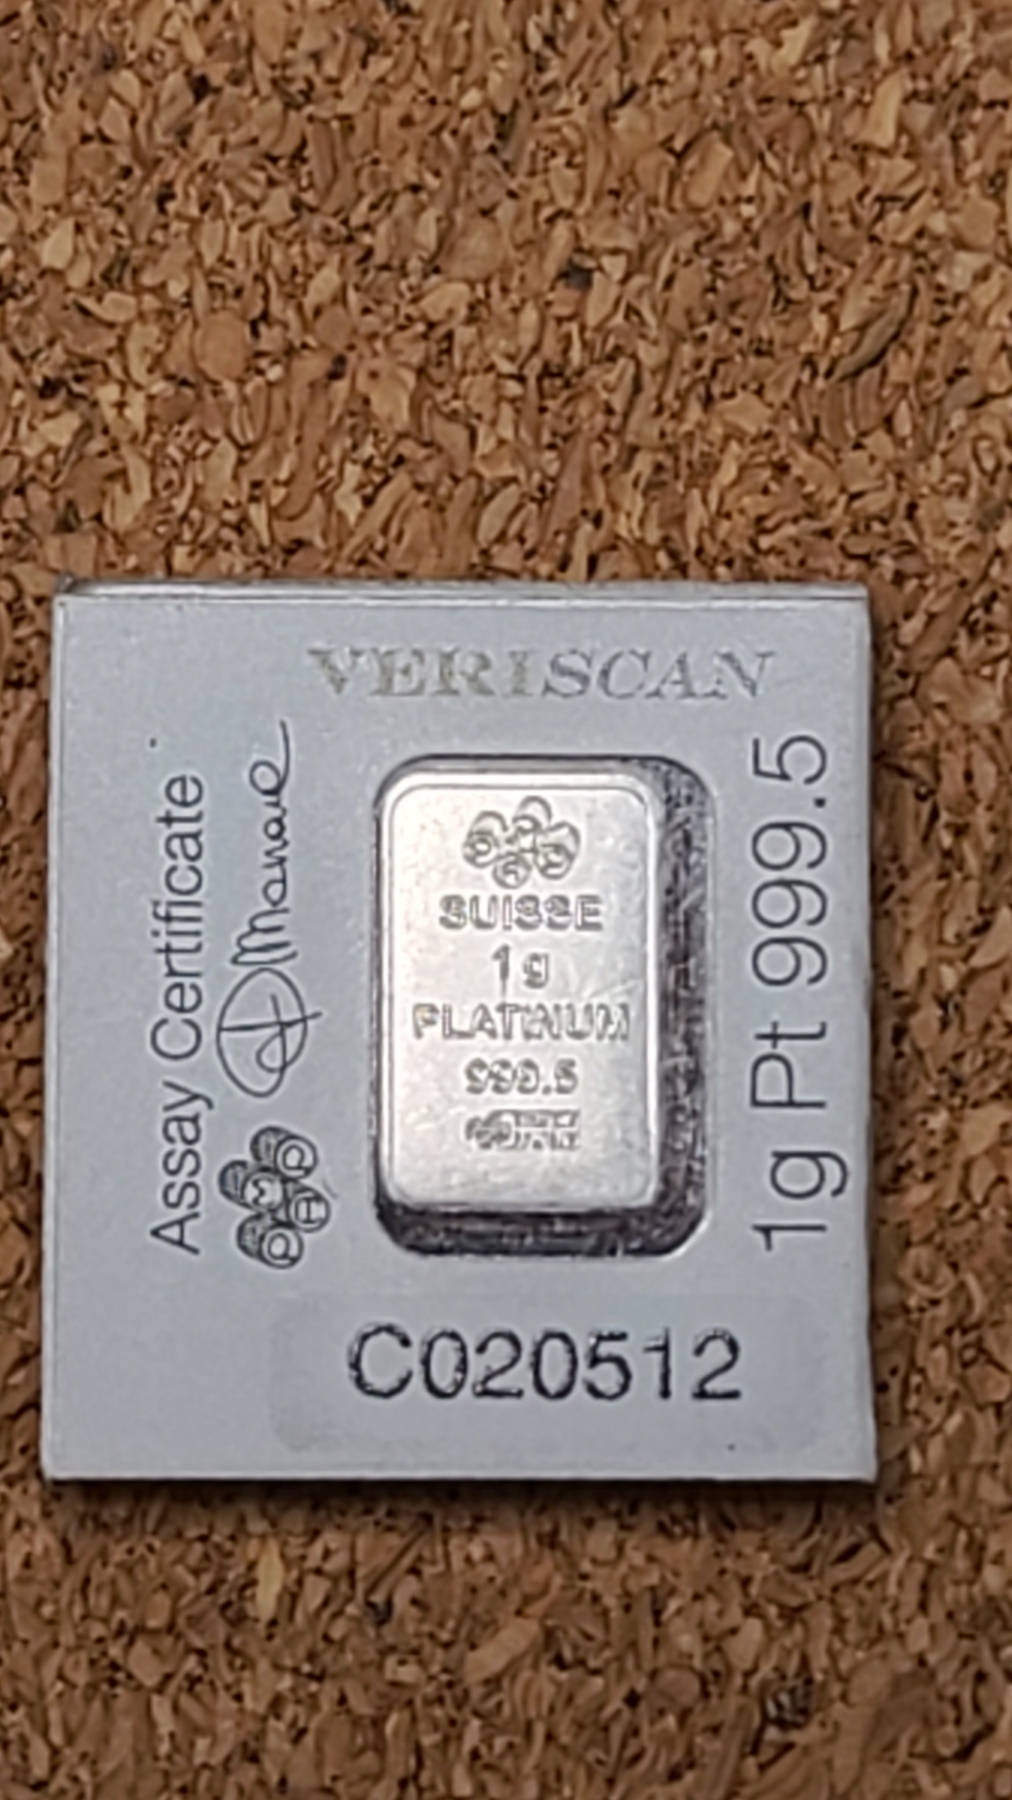 VERISCAN
Assay Certificate
SUISSE
1g
PLATINUM
999.5
1g Pt 999.5
C020512